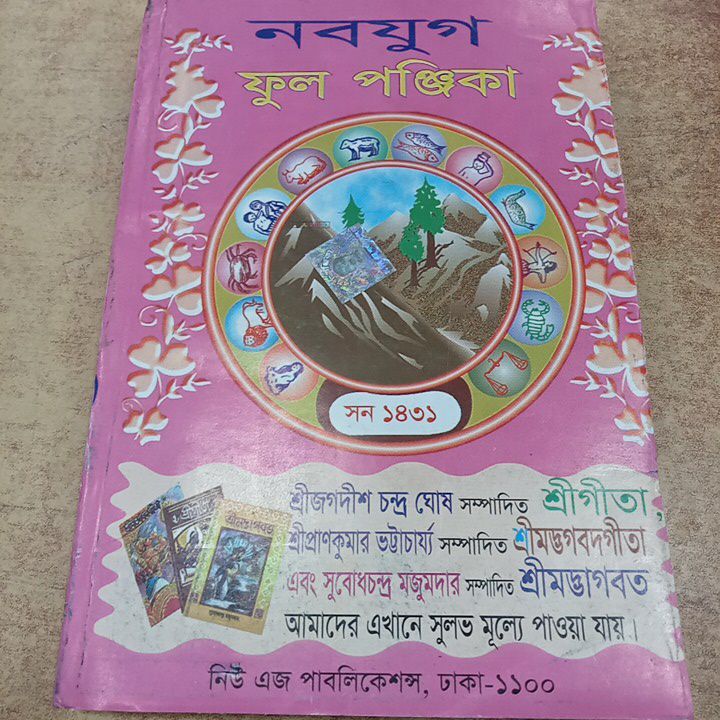 নবযুগ
ফুল পঞ্জিকা
সন ১৪৩১
শ্রীজগদীশ চন্দ্র ঘোষ সম্পাদিত শ্রীগীতা,
শ্রীপ্রাণকুমার ভট্টাচার্য্য সম্পাদিত শ্রীমদ্ভগবদগীতা
এবং সুবোধচন্দ্র মজুমদার সম্পাদিত শ্রীমদ্ভাগবত
আমাদের এখানে সুলভ মূল্যে পাওয়া যায়।
নিউ এজ পাবলিকেশন্স, ঢাকা-১১০০